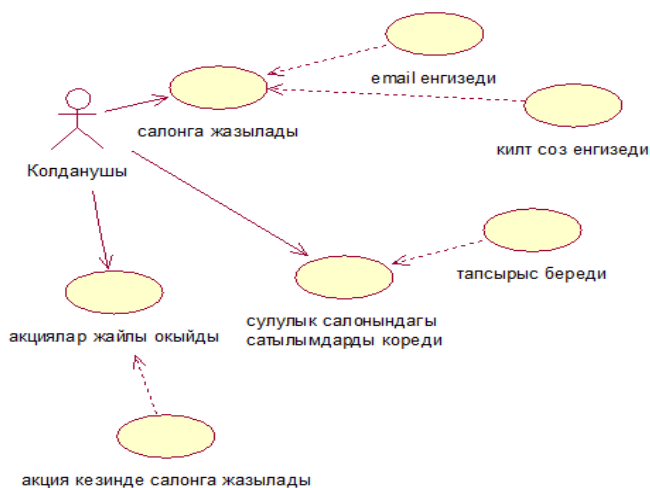 email енгизеди
салонга жазылады
килт соз енгизеди
Колданушы
тапсырыс береди
сулулык салонындагы
сатылымдарды кореди
акциялар жайлы окыйды
акция кезинде салонга жазылады